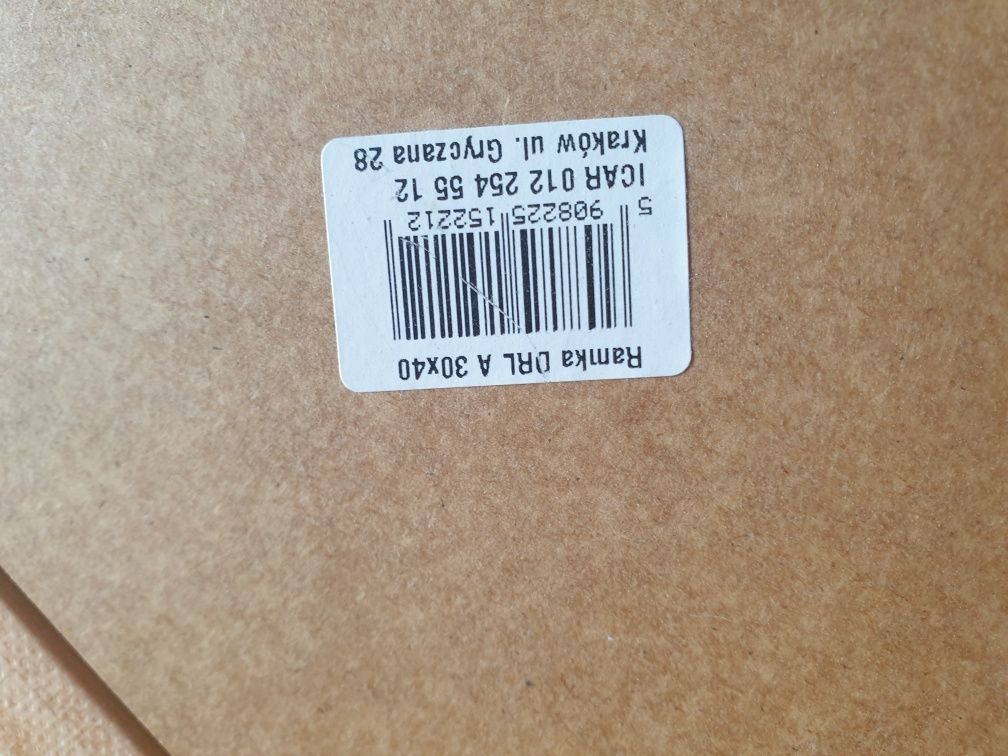 Ramka DRL A 30x40
5 908225 152212
ICAR 012 254 55 12
Kraków ul. Gryczana 28